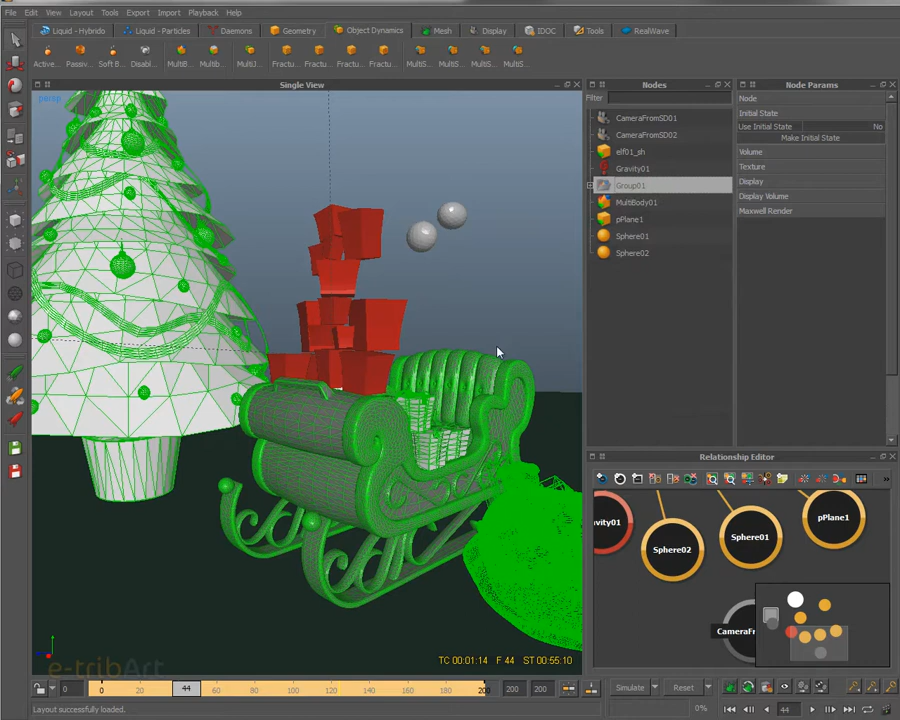 File Edit View Layout Tools Export Import Playback Help
Liquid - Hybrido Liquid - Particles Daemons Geometry Object Dynamics Mesh Display IDOC Tools RealWave
Active... Passiv... Soft B... Disabl... MultiB... Multib... MultiJ... Fractu... Fractu... Fractu... Fractu... MultiS... MultiS... MultiS... MultiS...
Single View
Nodes
Node Params
persp
Filter
Node
CameraFromSD01
Initial State
Use Initial State No
CameraFromSD02
Make Initial State
elf01_sh
Volume
Gravity01
Texture
Group01
Display
MultiBody01
Display Volume
pPlane1
Maxwell Render
Sphere01
Sphere02
Relationship Editor
avity01
Sphere02
Sphere01
pPlane1
CameraFr
e-tribArt
TC 00:01:14 F 44 ST 00:55:10
0 0 20 44 60 80 100 120 140 160 180 200 200 200
Simulate Reset
Layout successfully loaded.
0% 44